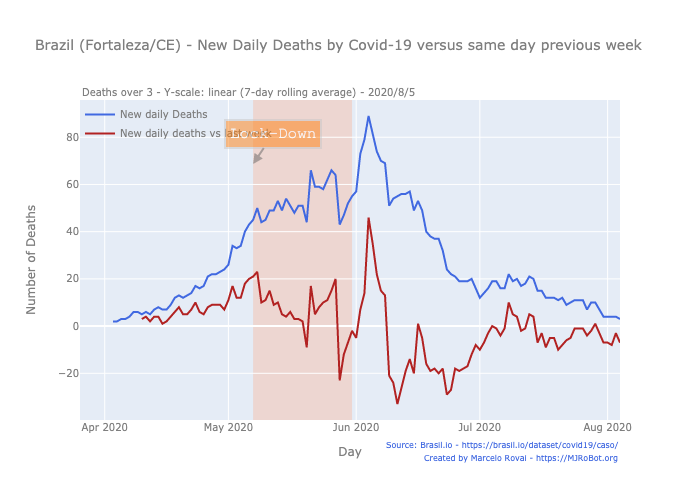 Brazil (Fortaleza/CE) - New Daily Deaths by Covid-19 versus same day previous week
Deaths over 3 - Y-scale: linear (7-day rolling average) - 2020/8/5
New daily Deaths
New daily deaths vs last week
Lock-Down
80
60
40
20
0
−20
Number of Deaths
Apr 2020
May 2020
Jun 2020
Jul 2020
Aug 2020
Day
Source: Brasil.io - https://brasil.io/dataset/covid19/caso/
Created by Marcelo Rovai - https://MJRoBot.org